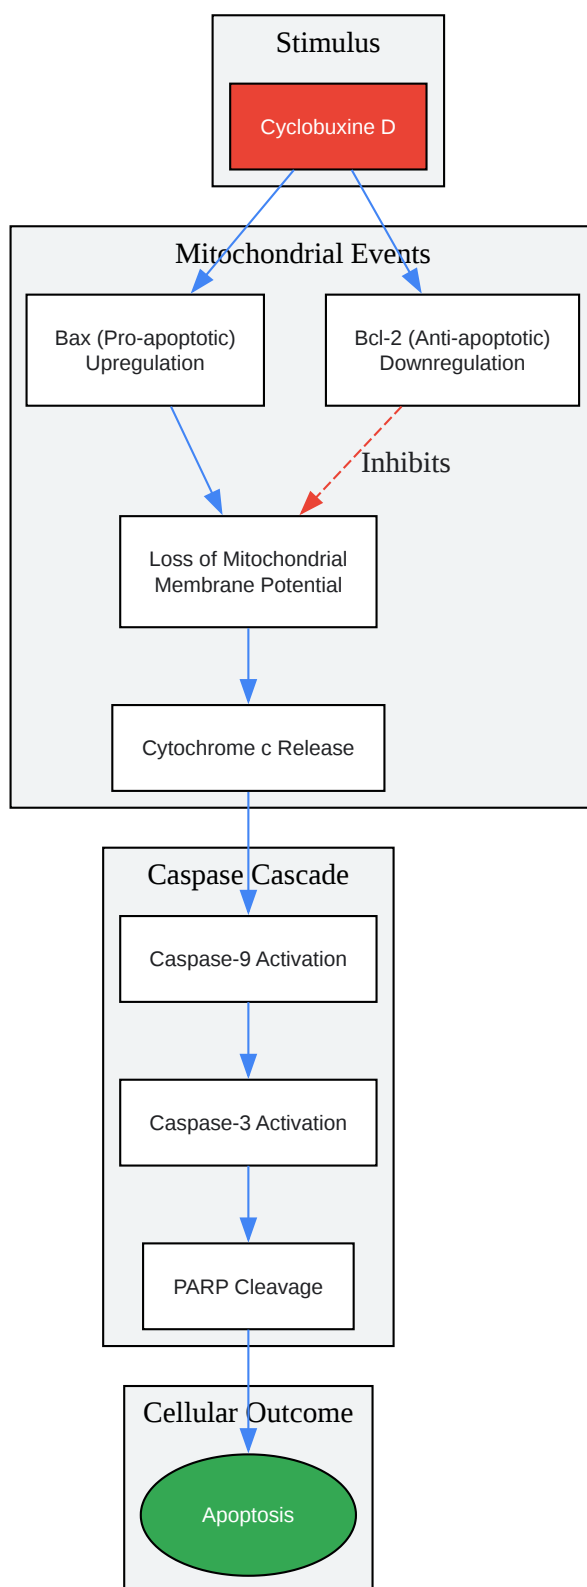 Stimulus
Cyclobuxine D
Mitochondrial Events
Bax (Pro-apoptotic)
Upregulation
Bcl-2 (Anti-apoptotic)
Downregulation
Inhibits
Loss of Mitochondrial
Membrane Potential
Cytochrome c Release
Caspase Cascade
Caspase-9 Activation
Caspase-3 Activation
PARP Cleavage
Cellular Outcome
Apoptosis